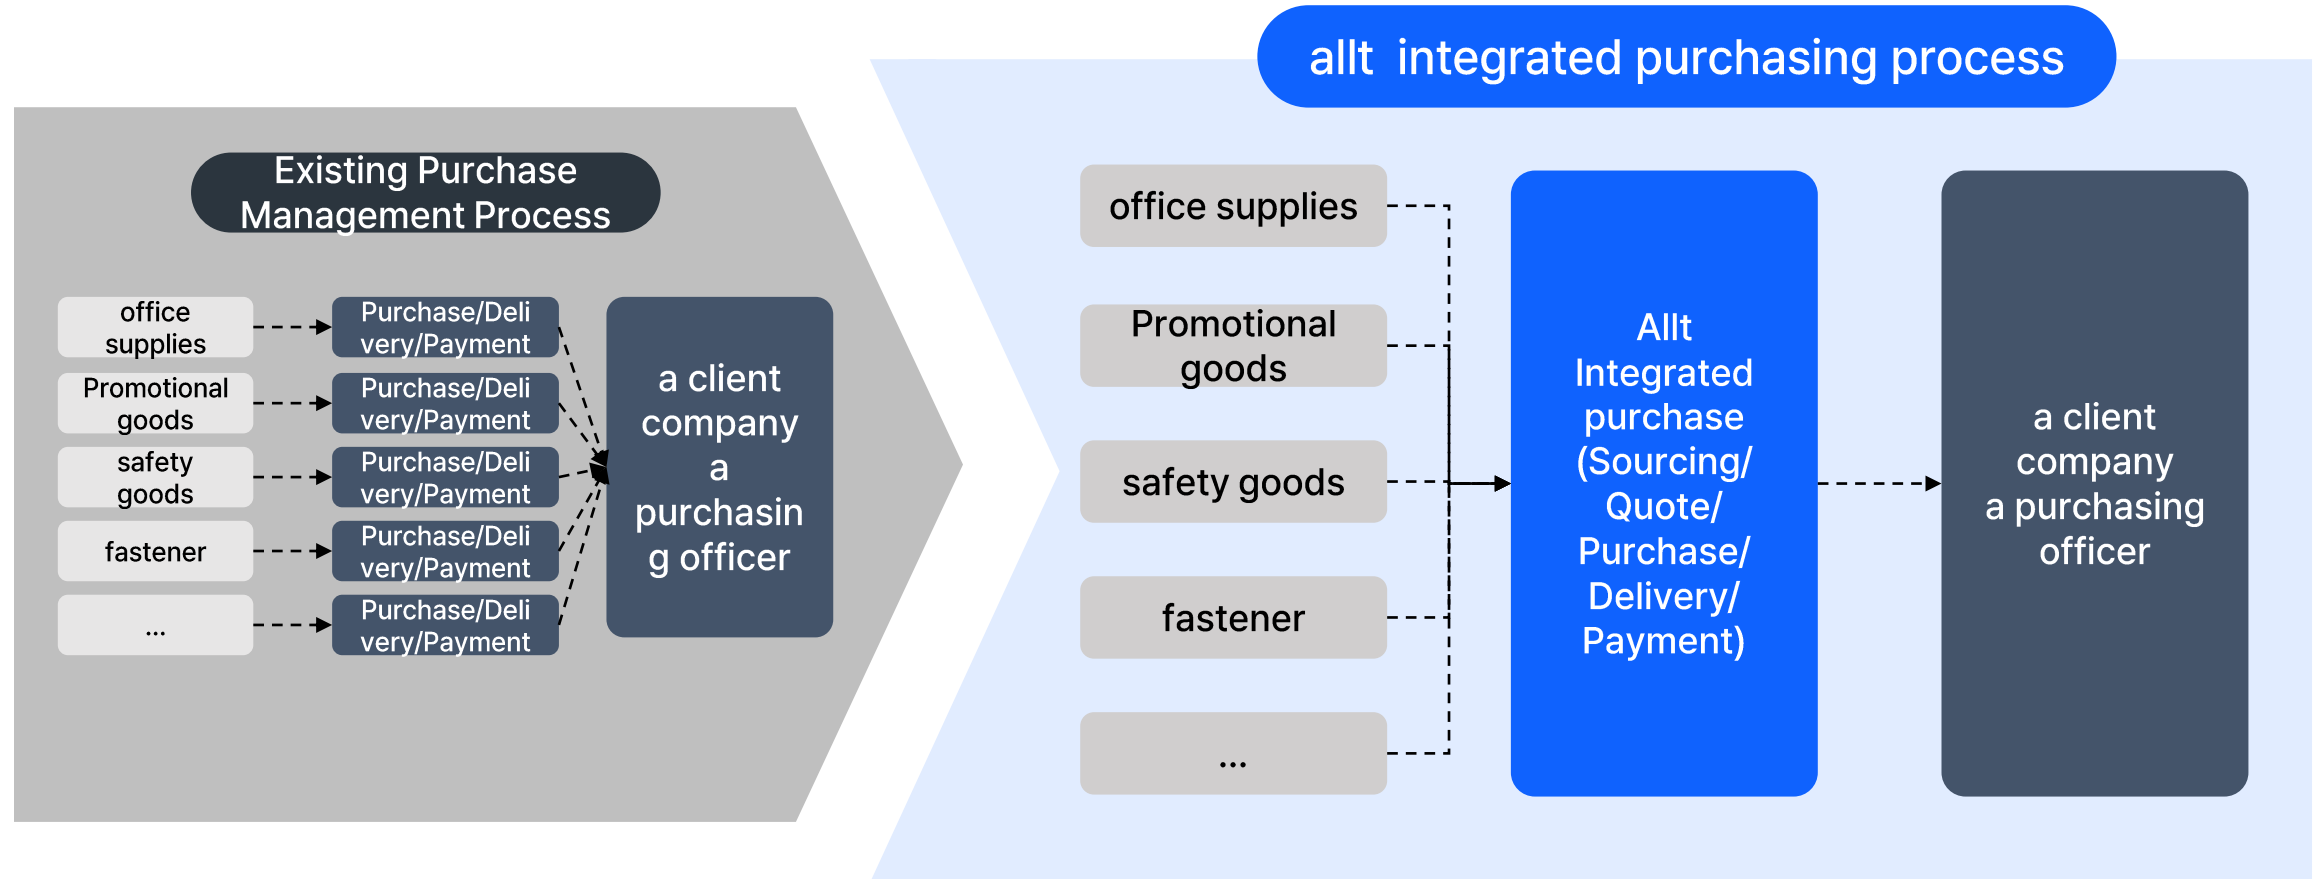 allt  integrated purchasing process
Existing Purchase
Management Process
office
supplies
Purchase/Deli
very/Payment
Promotional
goods
Purchase/Deli
very/Payment
safety
goods
Purchase/Deli
very/Payment
fastener
Purchase/Deli
very/Payment
...
Purchase/Deli
very/Payment
a client
company
a
purchasin
g officer
office supplies
Promotional
goods
safety goods
fastener
...
Allt
Integrated
purchase
(Sourcing/
Quote/
Purchase/
Delivery/
Payment)
a client
company
a purchasing
officer